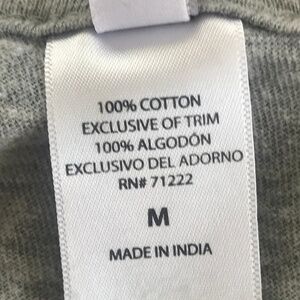 100% COTTON
EXCLUSIVE OF TRIM
100% ALGODÓN
EXCLUSIVO DEL ADORNO
RN# 71222
M
MADE IN INDIA